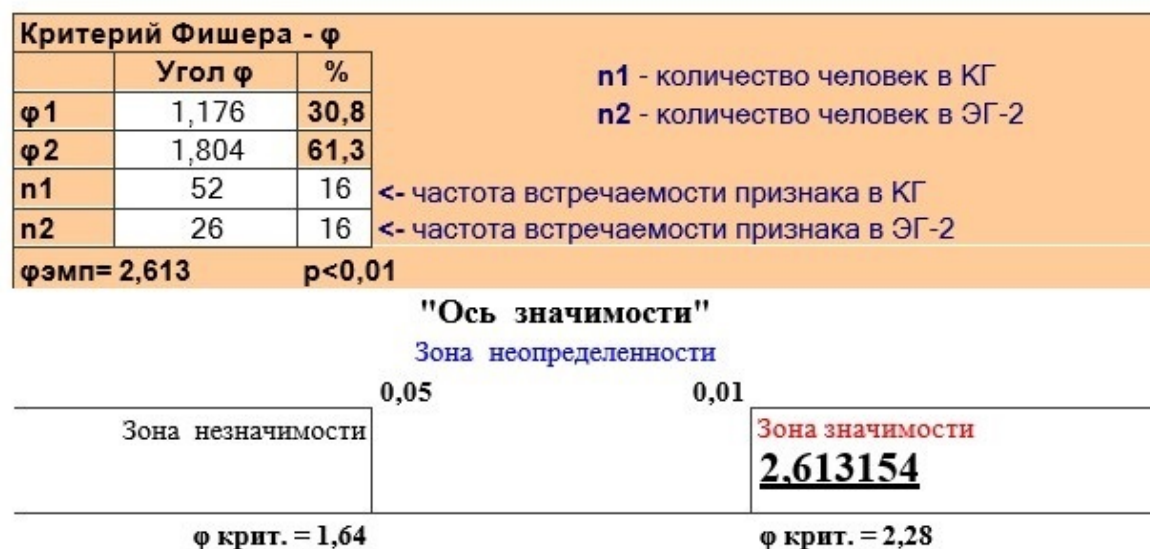 Критерий Фишера - φ
Угол φ %
φ1 1,176 30,8
n1 - количество человек в КГ
φ2 1,804 61,3
n2 - количество человек в ЭГ-2
n1 52 16 <- частота встречаемости признака в КГ
n2 26 16 <- частота встречаемости признака в ЭГ-2
φэмп= 2,613 p<0,01
"Ось значимости"
Зона неопределенности
0,05 0,01
Зона незначимости Зона значимости
2,613154
φ крит. = 1,64 φ крит. = 2,28